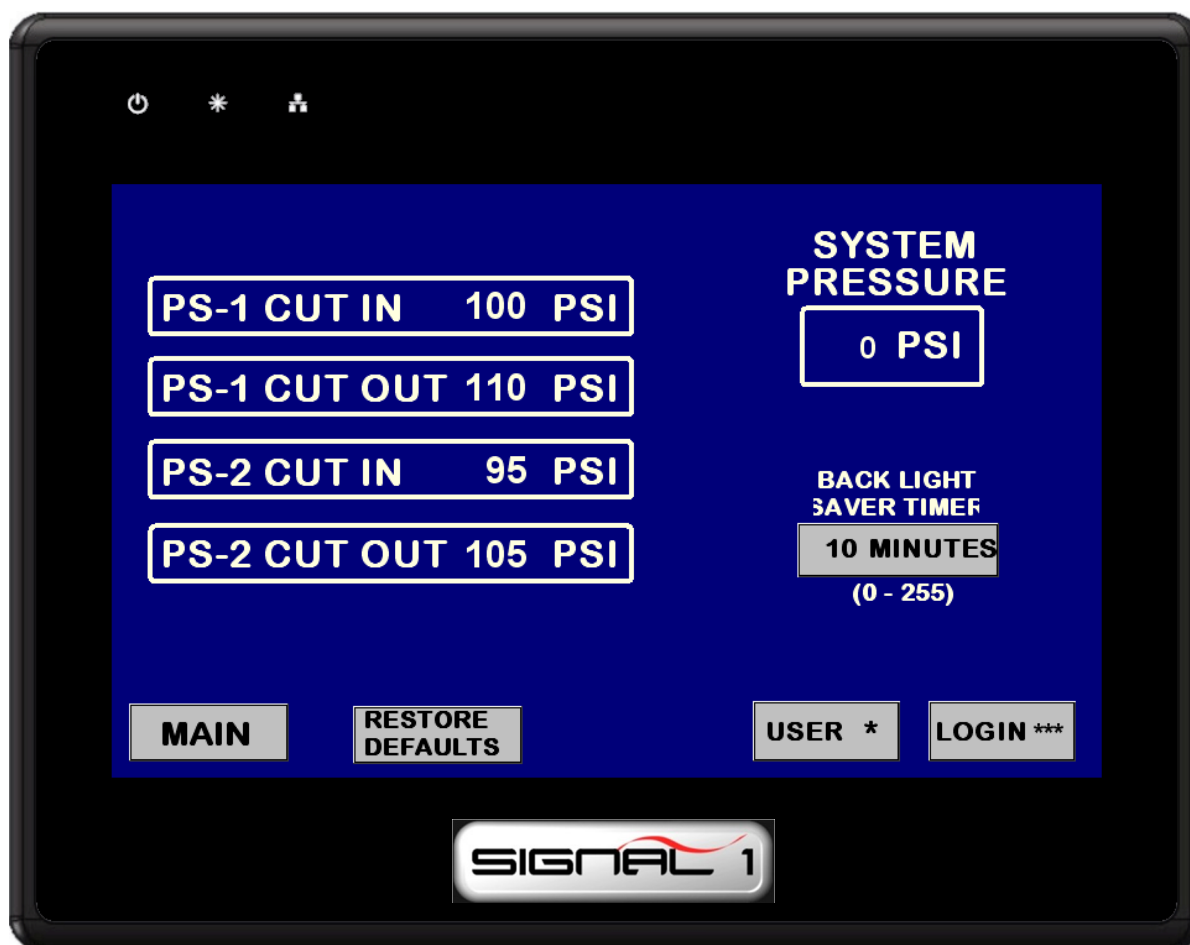 PS-1 CUT IN 100 PSI
PS-1 CUT OUT 110 PSI
PS-2 CUT IN 95 PSI
PS-2 CUT OUT 105 PSI
SYSTEM
PRESSURE
0 PSI
BACK LIGHT
SAVER TIMER
10 MINUTES
(0 - 255)
MAIN
RESTORE
DEFAULTS
USER *
LOGIN ***
SIGNAL 1